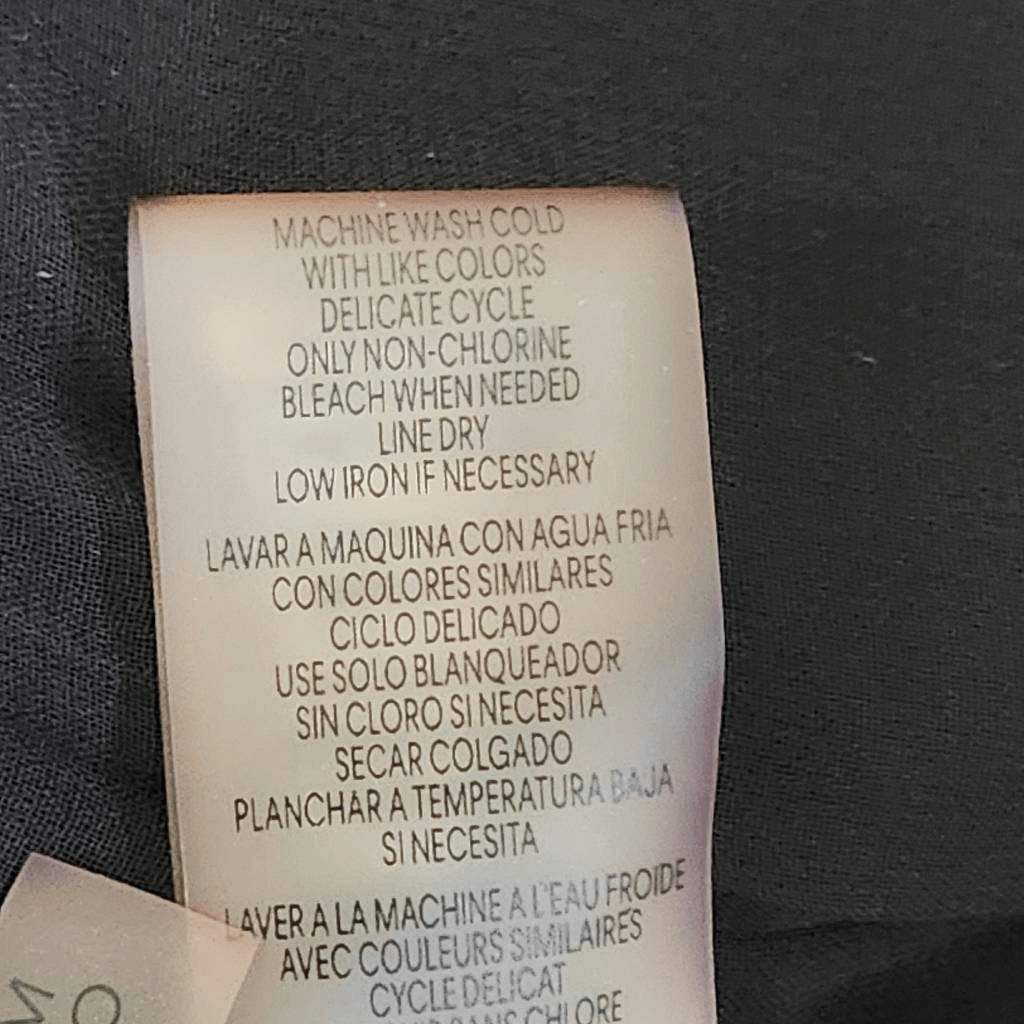 MACHINE WASH COLD
WITH LIKE COLORS
DELICATE CYCLE
ONLY NON-CHLORINE
BLEACH WHEN NEEDED
LINE DRY
LOW IRON IF NECESSARY
LAVAR A MAQUINA CON AGUA FRIA
CON COLORES SIMILARES
CICLO DELICADO
USE SOLO BLANQUEADOR
SIN CLORO SI NECESITA
SECAR COLGADO
PLANCHAR A TEMPERATURA BAJA
SI NECESITA
LAVER A LA MACHINE A L'EAU FROIDE
AVEC COULEURS SIMILAIRES
CYCLE DELICAT
SANS CHLORE